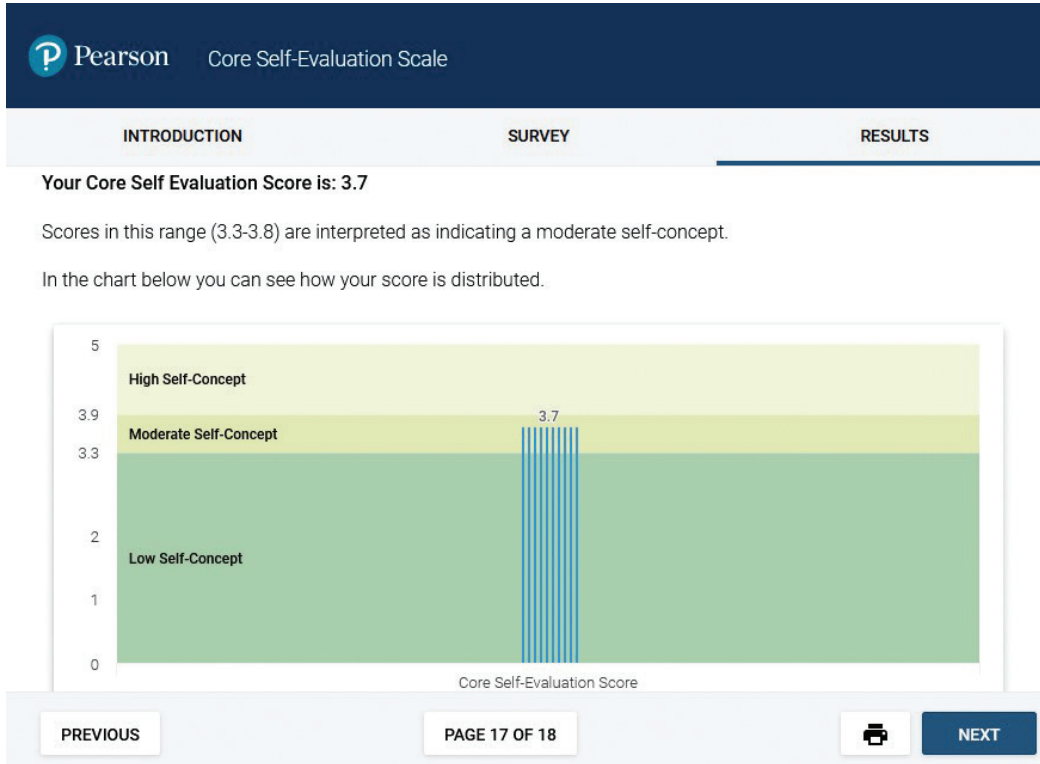 Pearson Core Self-Evaluation Scale
INTRODUCTION SURVEY RESULTS
Your Core Self Evaluation Score is: 3.7
Scores in this range (3.3-3.8) are interpreted as indicating a moderate self-concept.
In the chart below you can see how your score is distributed.
5
High Self-Concept
3.9
3.7
Moderate Self-Concept
3.3
2
Low Self-Concept
1
0
Core Self-Evaluation Score
PREVIOUS PAGE 17 OF 18 NEXT